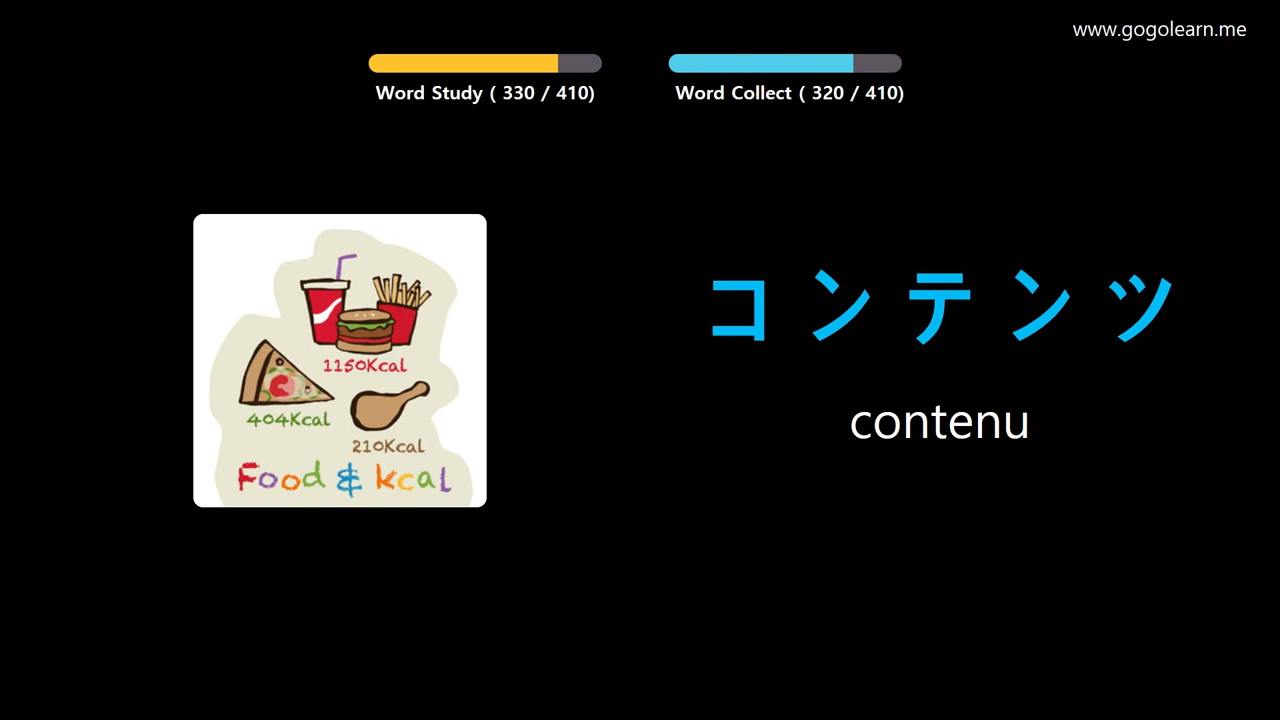 www.gogolearn.me
Word Study ( 330 / 410)
Word Collect ( 320 / 410)
1150Kcal
404Kcal
210Kcal
Food & kcal
コンテンツ
contenu